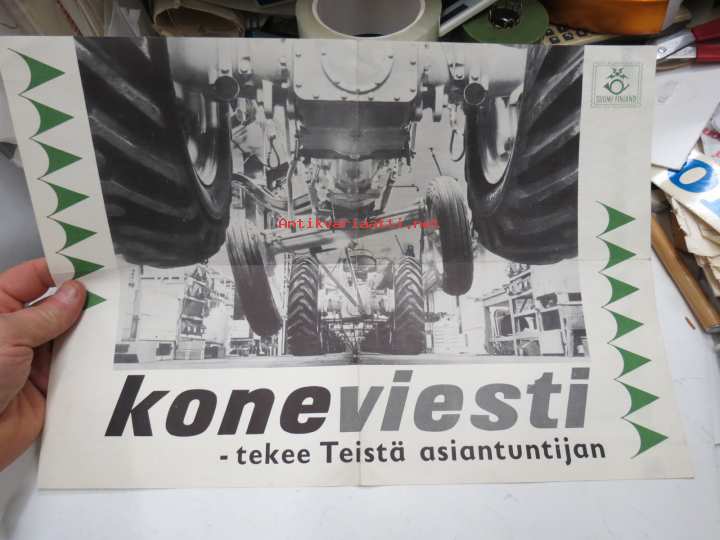 SUOMI FINLAND
Antikvariaatti.net
koneviesti
- tekee Teistä asiantuntijan